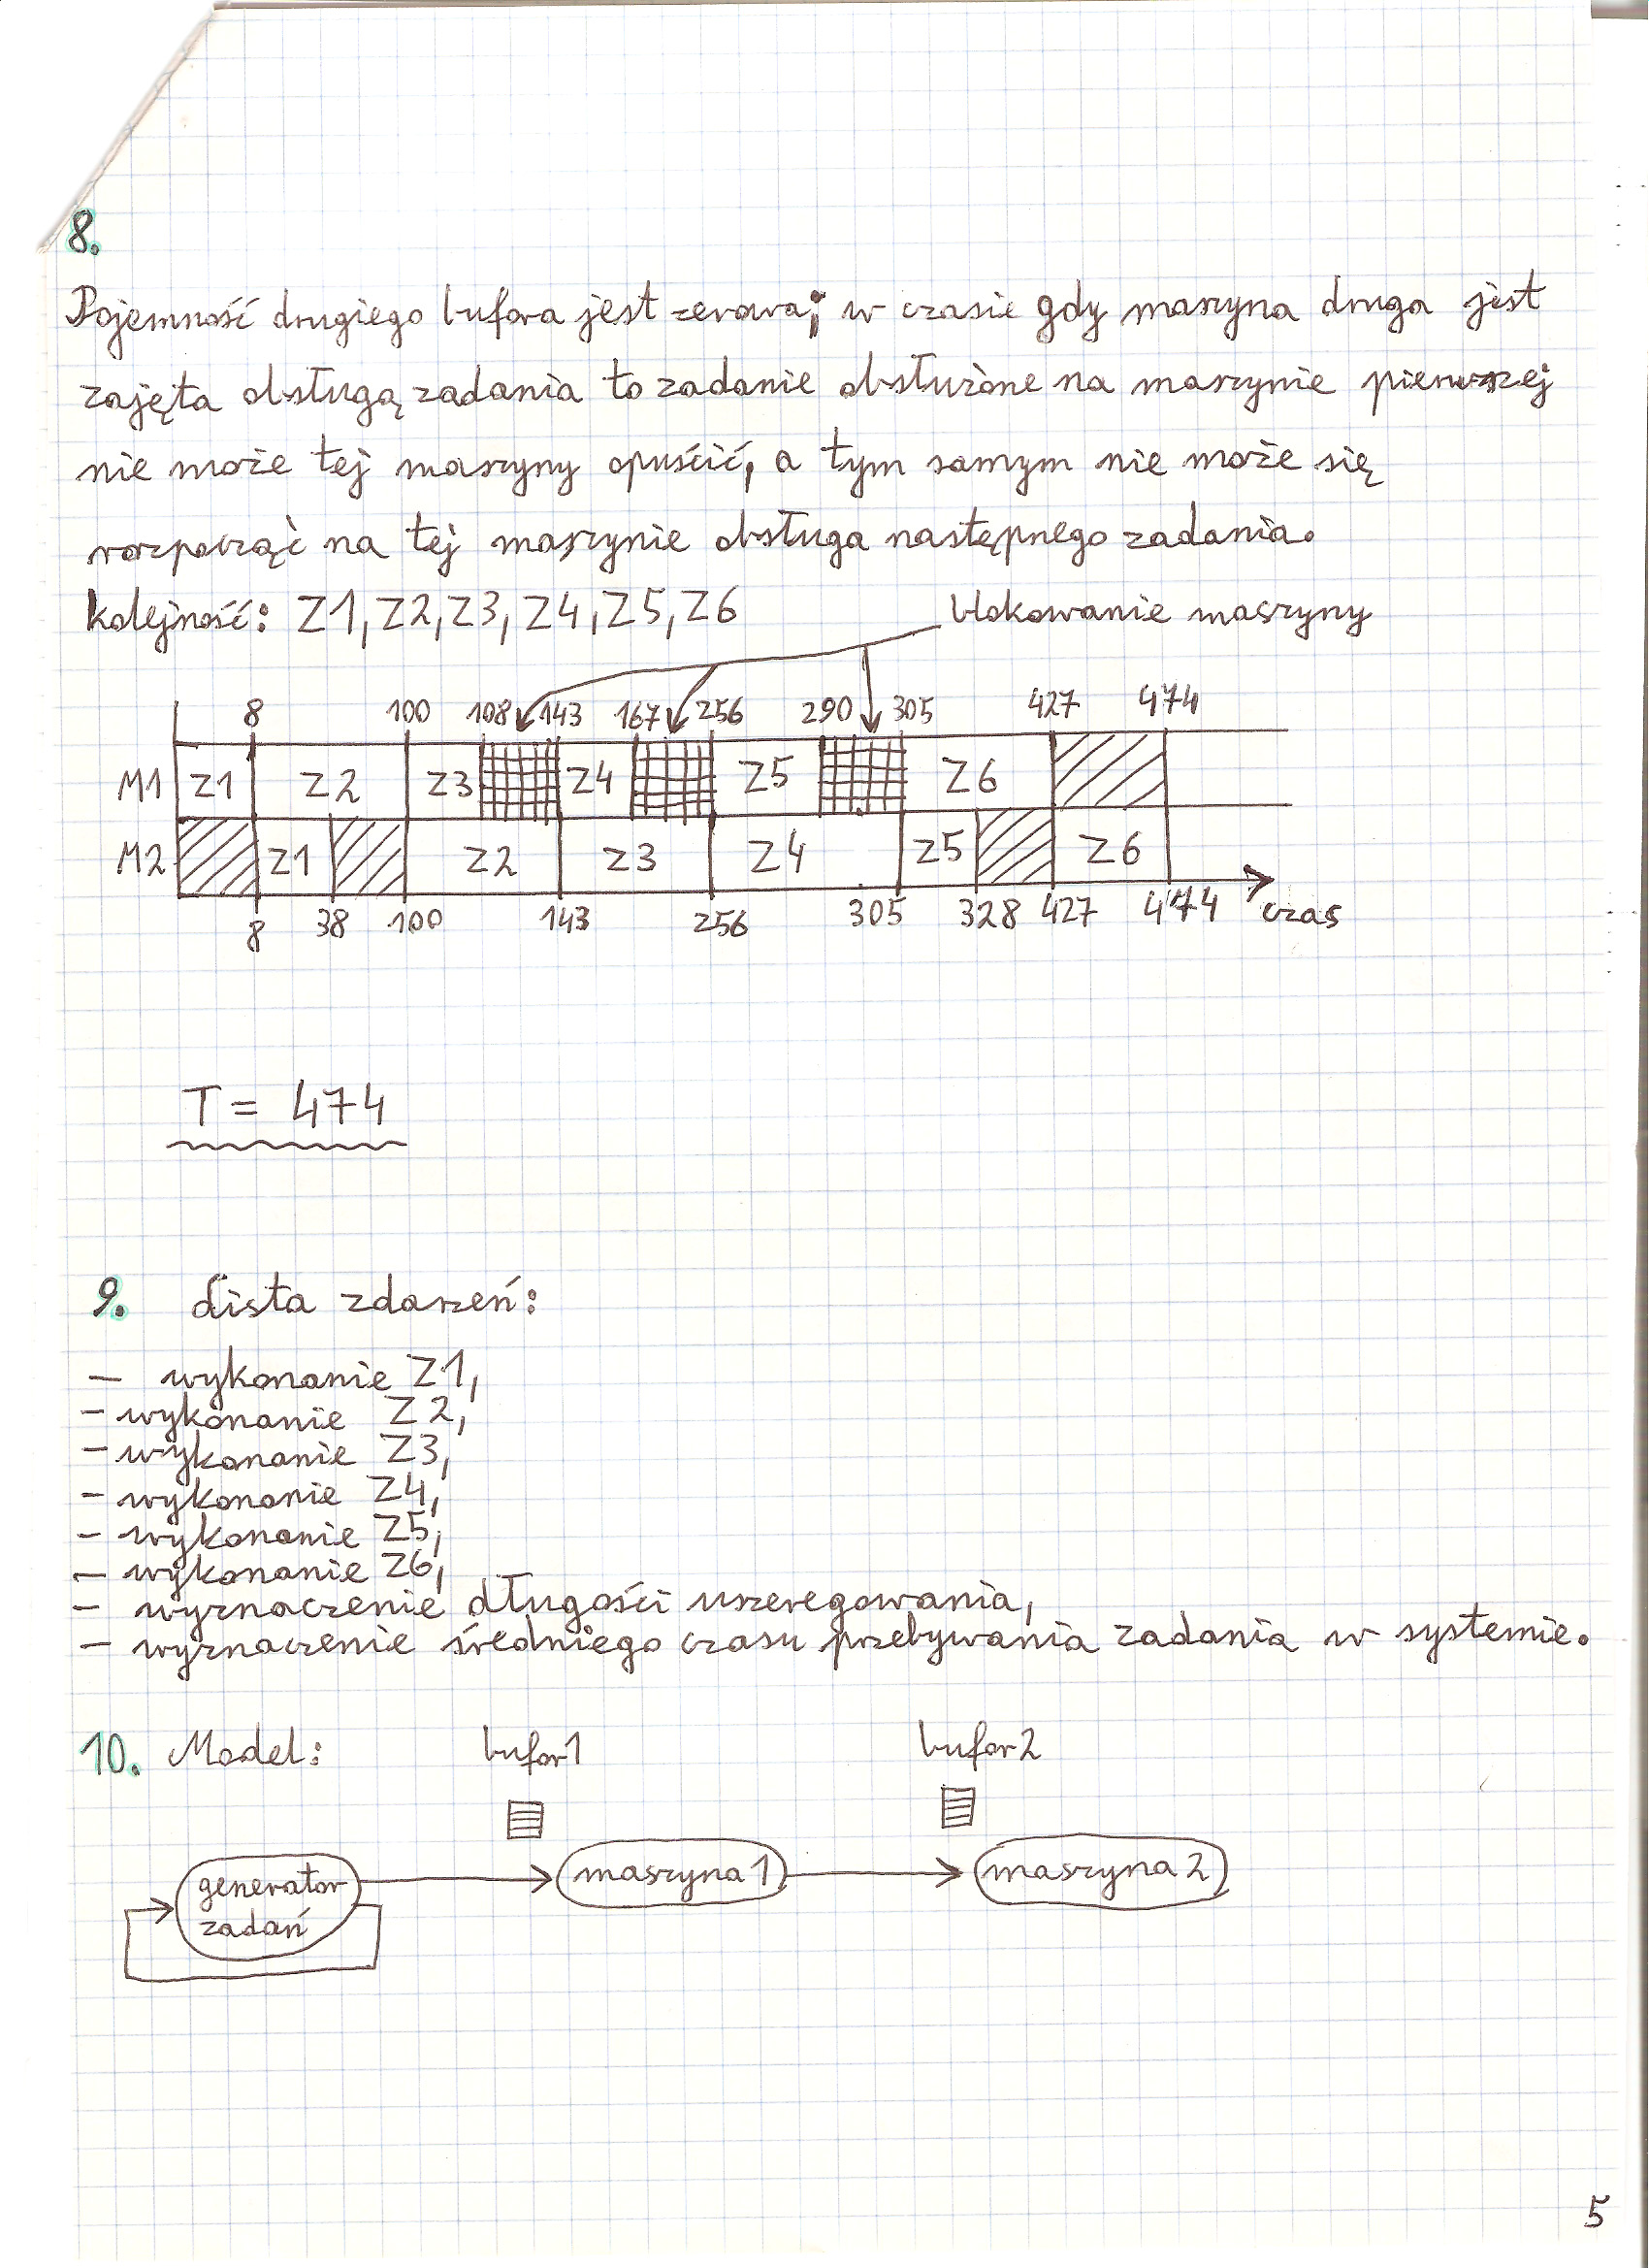 8.
Pojemność drugiego bufora jest zerowa; w czasie gdy maszyna druga jest
zajęta obsługą zadania to zadanie obsłużone na maszynie pierwszej
nie może tej maszyny opuścić, a tym samym nie może się
rozpocząć na tej maszynie obsługa następnego zadania.
kolejność: Z1, Z2, Z3, Z4, Z5, Z6
blokowanie maszyny
8 100 108 143 167 256 290 305 427 474
M1 Z1 Z2 Z3 Z4 Z5 Z6
M2 Z1 Z2 Z3 Z4 Z5 Z6
8 38 100 143 256 305 328 427 474 czas
T = 474
9. Lista zdarzeń:
– wykonanie Z1,
– wykonanie Z2,
– wykonanie Z3,
– wykonanie Z4,
– wykonanie Z5,
– wykonanie Z6,
– wyznaczenie długości uszeregowania,
– wyznaczenie średniego czasu przebywania zadania w systemie.
10. Model: bufor1 bufor2
generator zadań maszyna 1 maszyna 2
5